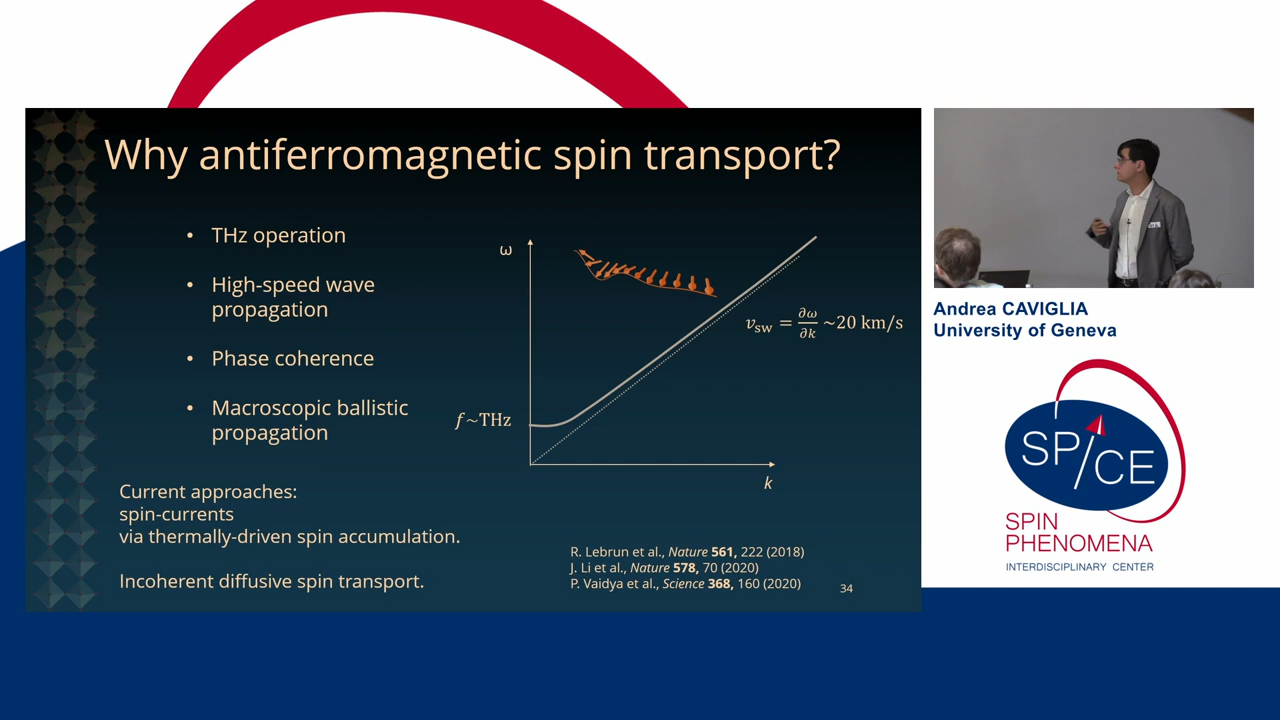 Why antiferromagnetic spin transport?
• THz operation
• High-speed wave
propagation
• Phase coherence
• Macroscopic ballistic
propagation
Current approaches:
spin-currents
via thermally-driven spin accumulation.
Incoherent diffusive spin transport.
ω
f~THz
k
v_sw = ∂ω/∂k ~20 km/s
R. Lebrun et al., Nature 561, 222 (2018)
J. Li et al., Nature 578, 70 (2020)
P. Vaidya et al., Science 368, 160 (2020)
34
Andrea CAVIGLIA
University of Geneva
SP/CE
SPIN
PHENOMENA
INTERDISCIPLINARY CENTER